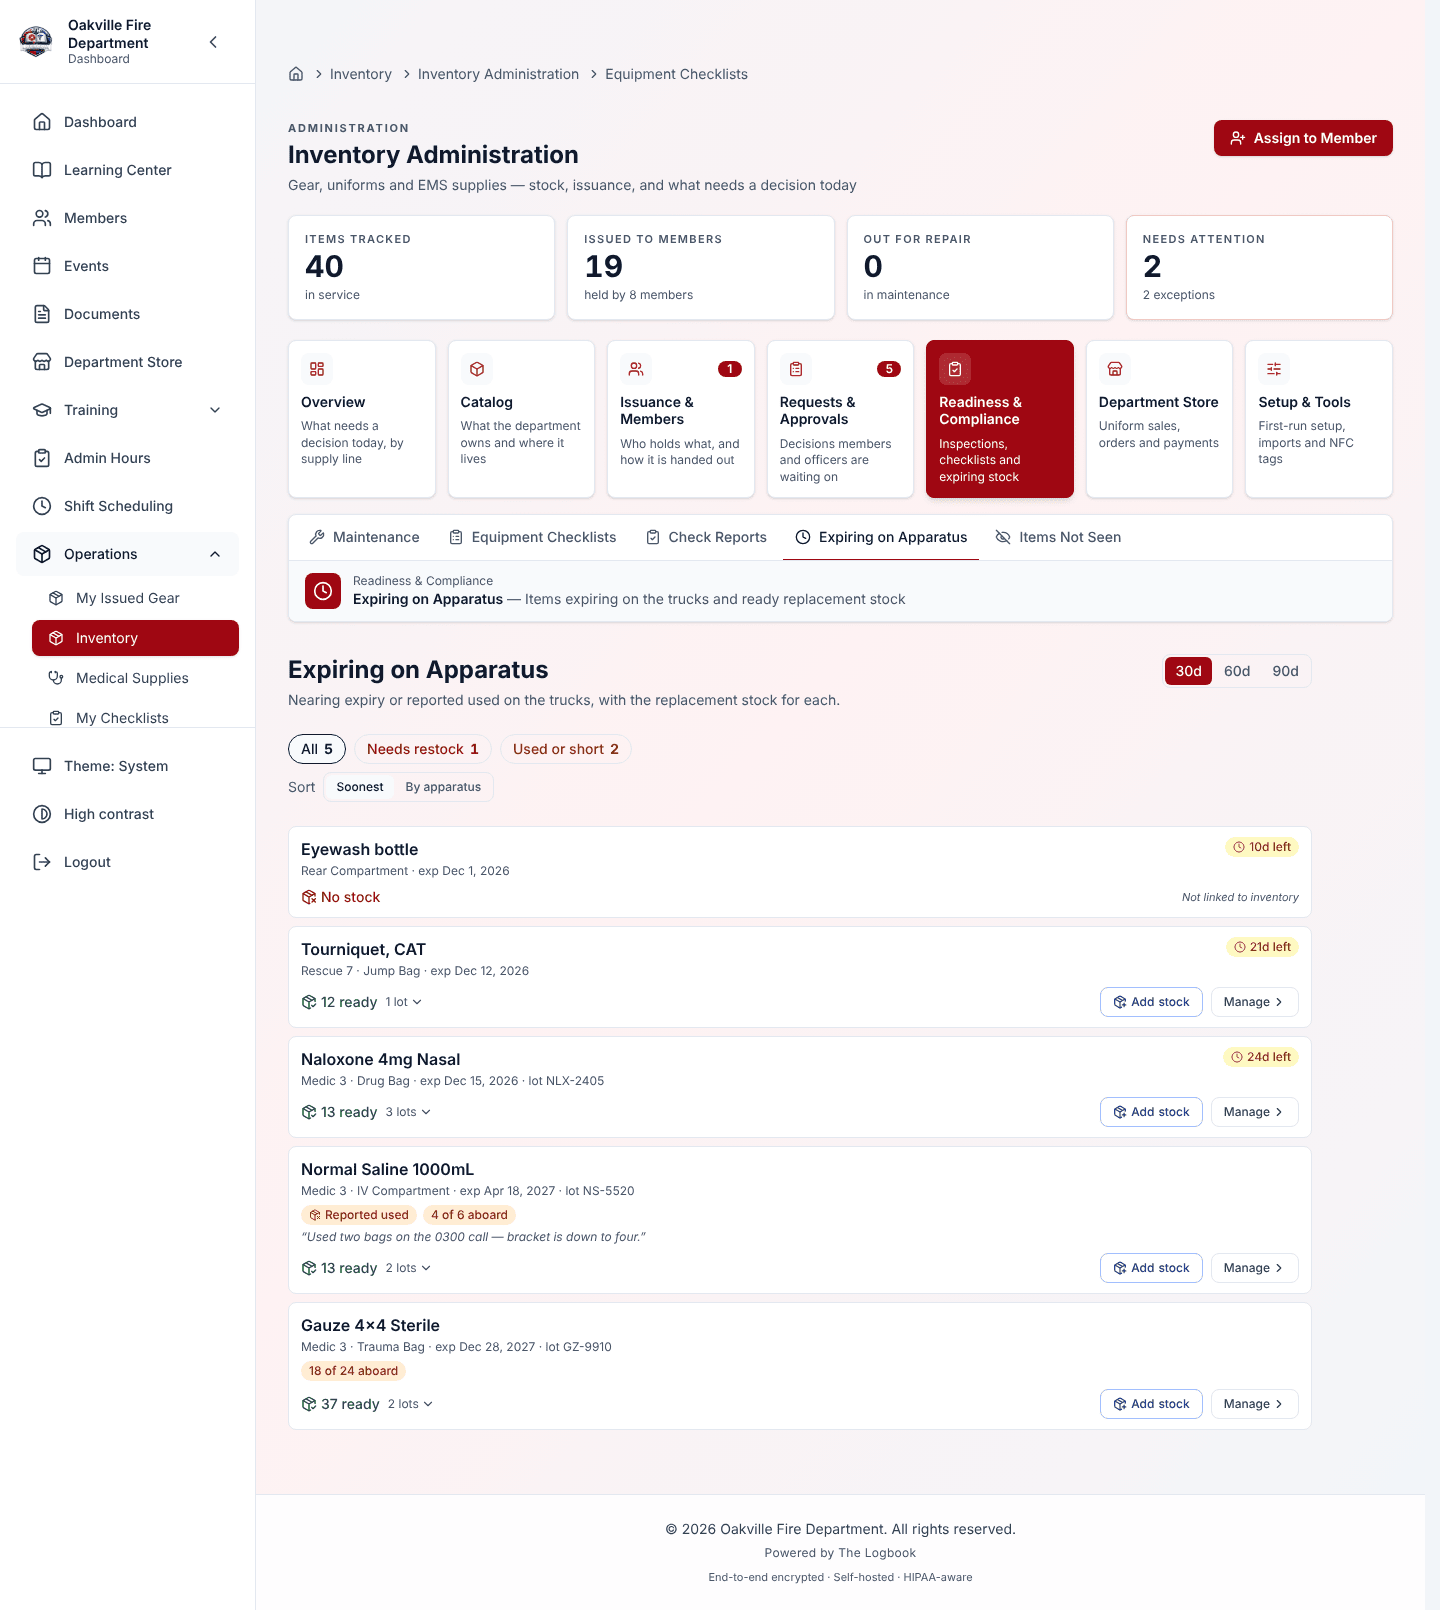 Oakville Fire
Department
Dashboard
Dashboard
Learning Center
Members
Events
Documents
Department Store
Training
Admin Hours
Shift Scheduling
Operations
My Issued Gear
Inventory
Medical Supplies
My Checklists
Theme: System
High contrast
Logout
Inventory
Inventory Administration
Equipment Checklists
ADMINISTRATION
Inventory Administration
Gear, uniforms and EMS supplies — stock, issuance, and what needs a decision today
Assign to Member
ITEMS TRACKED
40
in service
ISSUED TO MEMBERS
19
held by 8 members
OUT FOR REPAIR
0
in maintenance
NEEDS ATTENTION
2
2 exceptions
Overview
What needs a
decision today, by
supply line
Catalog
What the department
owns and where it
lives
1
Issuance &
Members
Who holds what, and
how it is handed out
5
Requests &
Approvals
Decisions members
and officers are
waiting on
Readiness &
Compliance
Inspections,
checklists and
expiring stock
Department Store
Uniform sales,
orders and payments
Setup & Tools
First-run setup,
imports and NFC
tags
Maintenance
Equipment Checklists
Check Reports
Expiring on Apparatus
Items Not Seen
Readiness & Compliance
Expiring on Apparatus — Items expiring on the trucks and ready replacement stock
Expiring on Apparatus
Nearing expiry or reported used on the trucks, with the replacement stock for each.
30d 60d 90d
All 5
Needs restock 1
Used or short 2
Sort Soonest By apparatus
Eyewash bottle
10d left
Rear Compartment · exp Dec 1, 2026
No stock
Not linked to inventory
Tourniquet, CAT
21d left
Rescue 7 · Jump Bag · exp Dec 12, 2026
12 ready 1 lot
Add stock
Manage
Naloxone 4mg Nasal
24d left
Medic 3 · Drug Bag · exp Dec 15, 2026 · lot NLX-2405
13 ready 3 lots
Add stock
Manage
Normal Saline 1000mL
Medic 3 · IV Compartment · exp Apr 18, 2027 · lot NS-5520
Reported used
4 of 6 aboard
“Used two bags on the 0300 call — bracket is down to four.”
13 ready 2 lots
Add stock
Manage
Gauze 4×4 Sterile
Medic 3 · Trauma Bag · exp Dec 28, 2027 · lot GZ-9910
18 of 24 aboard
37 ready 2 lots
Add stock
Manage
© 2026 Oakville Fire Department. All rights reserved.
Powered by The Logbook
End-to-end encrypted · Self-hosted · HIPAA-aware